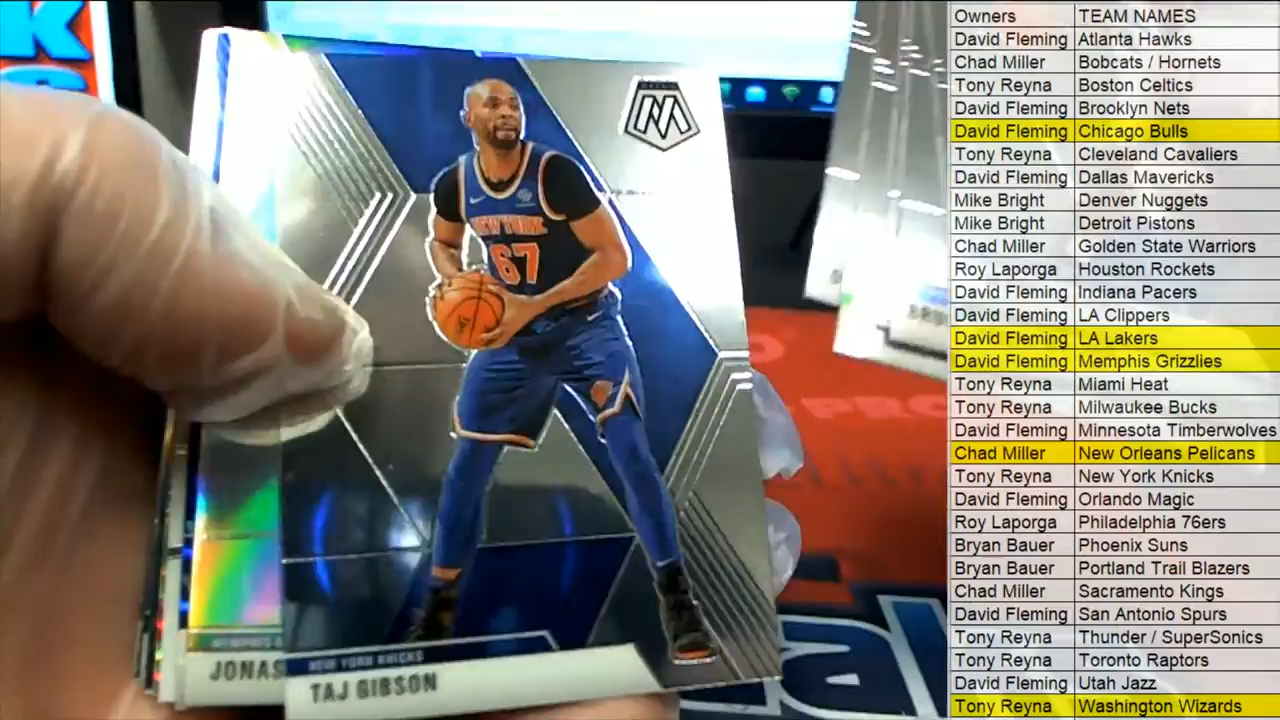 NEW YORK
67
NEW YORK KNICKS
TAJ GIBSON
MEMPHIS
JONAS
Owners TEAM NAMES
David Fleming Atlanta Hawks
Chad Miller Bobcats / Hornets
Tony Reyna Boston Celtics
David Fleming Brooklyn Nets
David Fleming Chicago Bulls
Tony Reyna Cleveland Cavaliers
David Fleming Dallas Mavericks
Mike Bright Denver Nuggets
Mike Bright Detroit Pistons
Chad Miller Golden State Warriors
Roy Laporga Houston Rockets
David Fleming Indiana Pacers
David Fleming LA Clippers
David Fleming LA Lakers
David Fleming Memphis Grizzlies
Tony Reyna Miami Heat
Tony Reyna Milwaukee Bucks
David Fleming Minnesota Timberwolves
Chad Miller New Orleans Pelicans
Tony Reyna New York Knicks
David Fleming Orlando Magic
Roy Laporga Philadelphia 76ers
Bryan Bauer Phoenix Suns
Bryan Bauer Portland Trail Blazers
Chad Miller Sacramento Kings
David Fleming San Antonio Spurs
Tony Reyna Thunder / SuperSonics
Tony Reyna Toronto Raptors
David Fleming Utah Jazz
Tony Reyna Washington Wizards